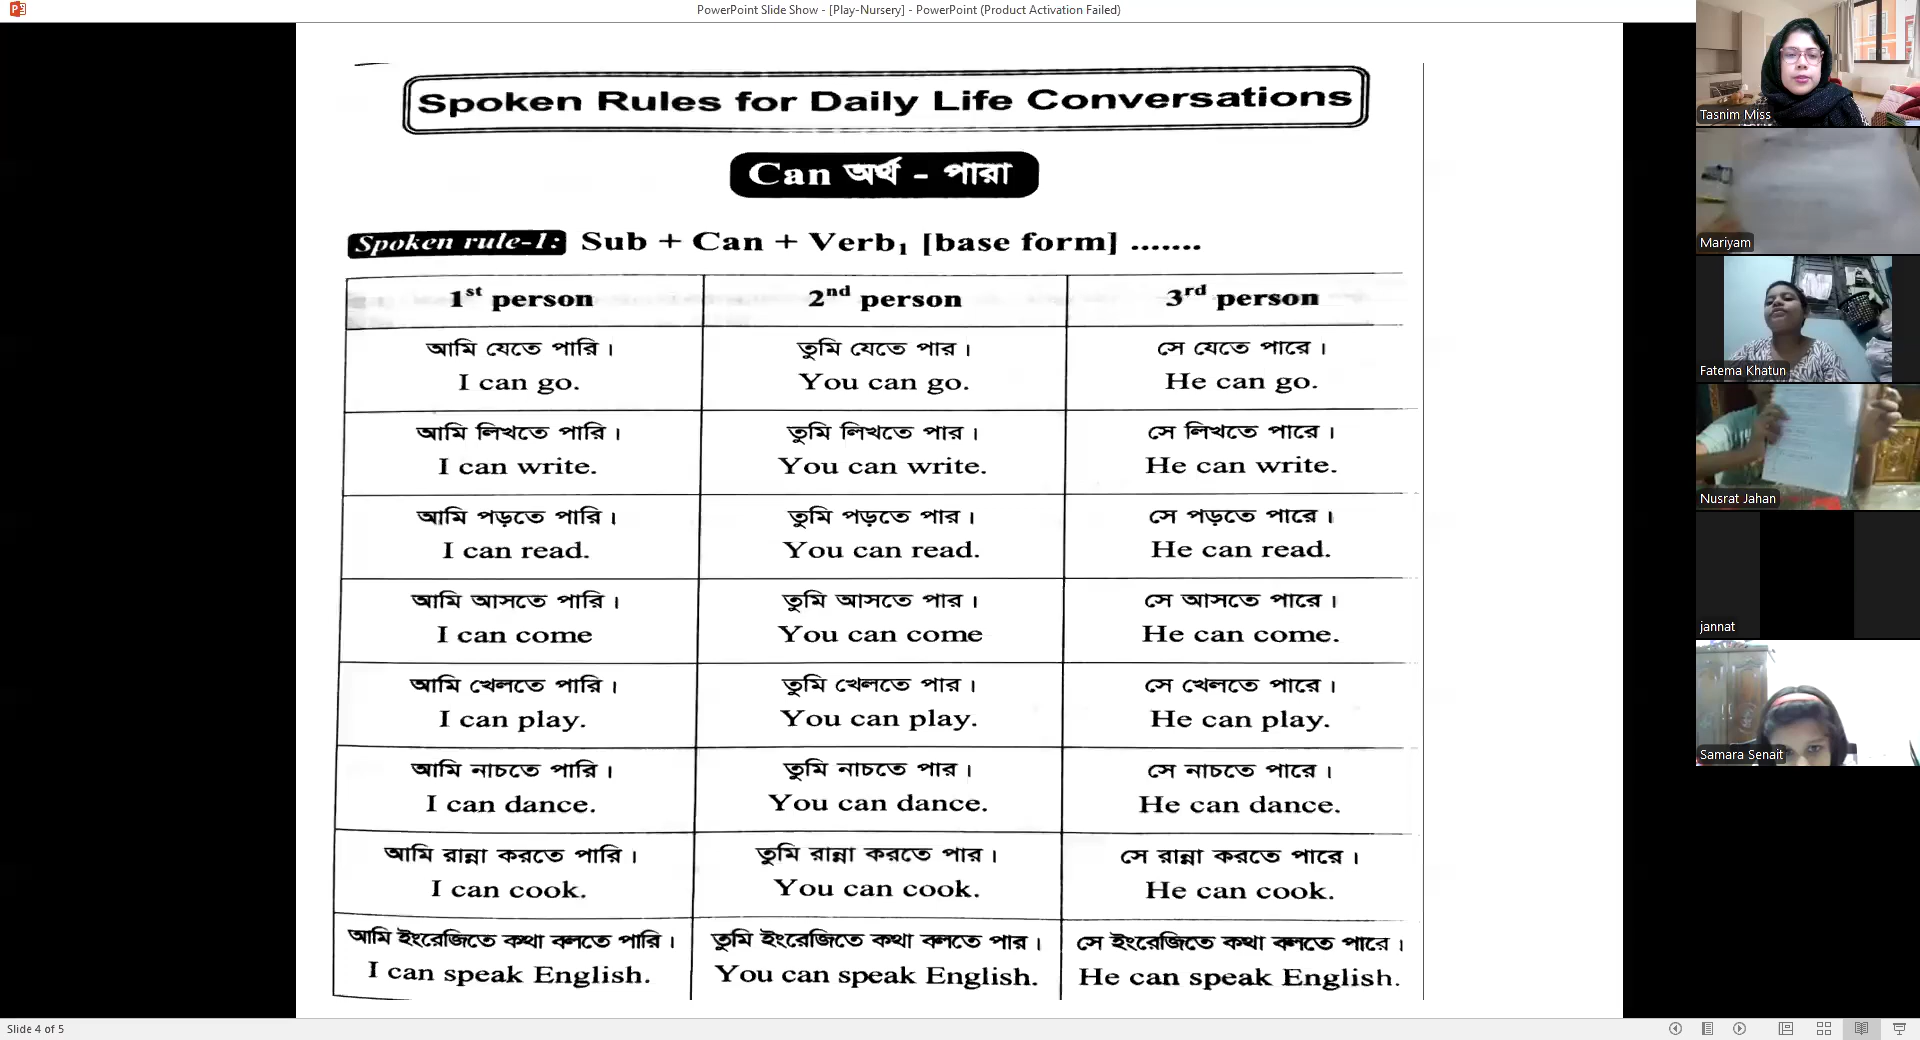 PowerPoint Slide Show - [Play-Nursery] - PowerPoint (Product Activation Failed)
Spoken Rules for Daily Life Conversations
Can অর্থ - পারা
Spoken rule-1: Sub + Can + Verb₁ [base form] .......
1st person 2nd person 3rd person
আমি যেতে পারি। তুমি যেতে পার। সে যেতে পারে।
I can go. You can go. He can go.
আমি লিখতে পারি। তুমি লিখতে পার। সে লিখতে পারে।
I can write. You can write. He can write.
আমি পড়তে পারি। তুমি পড়তে পার। সে পড়তে পারে।
I can read. You can read. He can read.
আমি আসতে পারি। তুমি আসতে পার। সে আসতে পারে।
I can come You can come He can come.
আমি খেলতে পারি। তুমি খেলতে পার। সে খেলতে পারে।
I can play. You can play. He can play.
আমি নাচতে পারি। তুমি নাচতে পার। সে নাচতে পারে।
I can dance. You can dance. He can dance.
আমি রান্না করতে পারি। তুমি রান্না করতে পার। সে রান্না করতে পারে।
I can cook. You can cook. He can cook.
আমি ইংরেজিতে কথা বলতে পারি। তুমি ইংরেজিতে কথা বলতে পার। সে ইংরেজিতে কথা বলতে পারে।
I can speak English. You can speak English. He can speak English.
Tasnim Miss
Mariyam
Fatema Khatun
Nusrat Jahan
jannat
Samara Senait
Slide 4 of 5